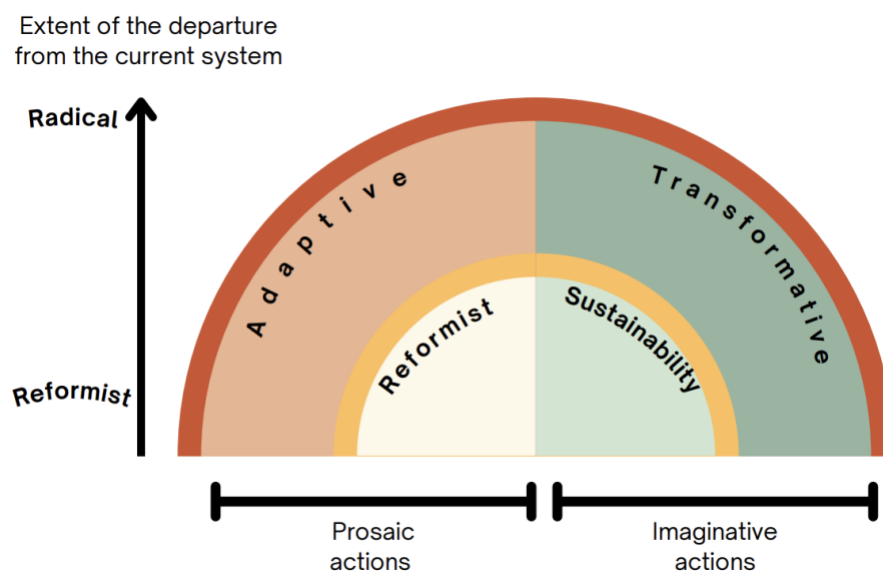 Extent of the departure
from the current system
Radical
Adaptive
Transformative
Reformist
Sustainability
Reformist
Prosaic
actions
Imaginative
actions